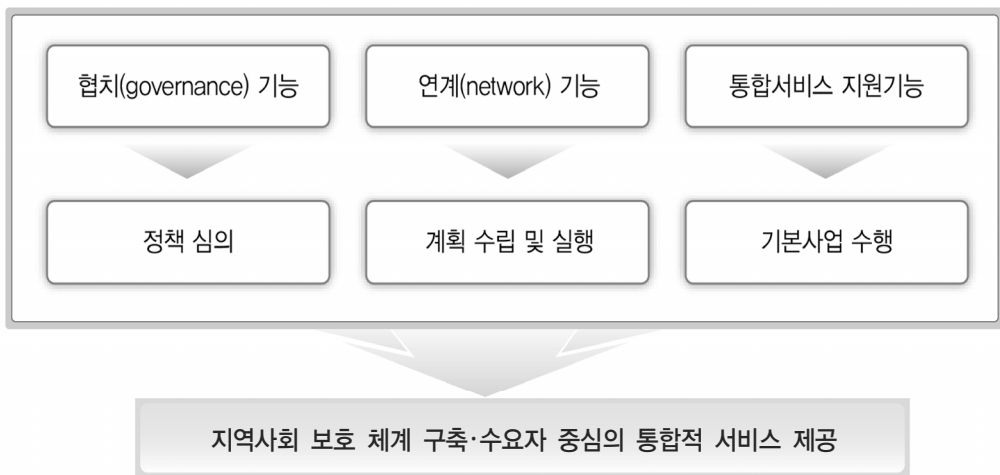 협치(governance) 기능
연계(network) 기능
통합서비스 지원기능
정책 심의
계획 수립 및 실행
기본사업 수행
지역사회 보호 체계 구축·수요자 중심의 통합적 서비스 제공